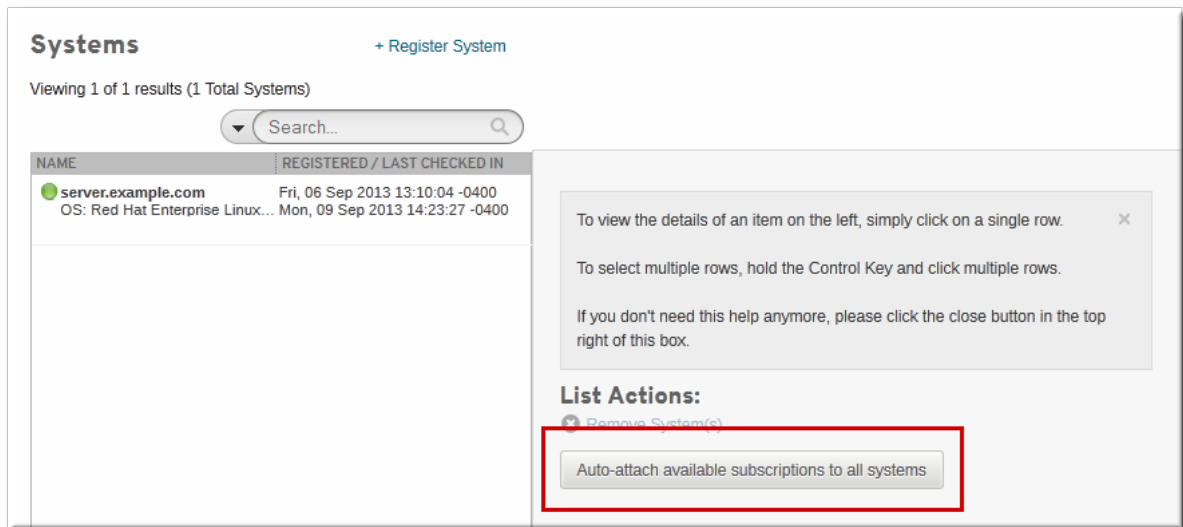 Systems
+ Register System
Viewing 1 of 1 results (1 Total Systems)
Search...
NAME
REGISTERED / LAST CHECKED IN
server.example.com
Fri, 06 Sep 2013 13:10:04 -0400
OS: Red Hat Enterprise Linux...
Mon, 09 Sep 2013 14:23:27 -0400
To view the details of an item on the left, simply click on a single row.
To select multiple rows, hold the Control Key and click multiple rows.
If you don't need this help anymore, please click the close button in the top
right of this box.
List Actions:
Remove System(s)
Auto-attach available subscriptions to all systems